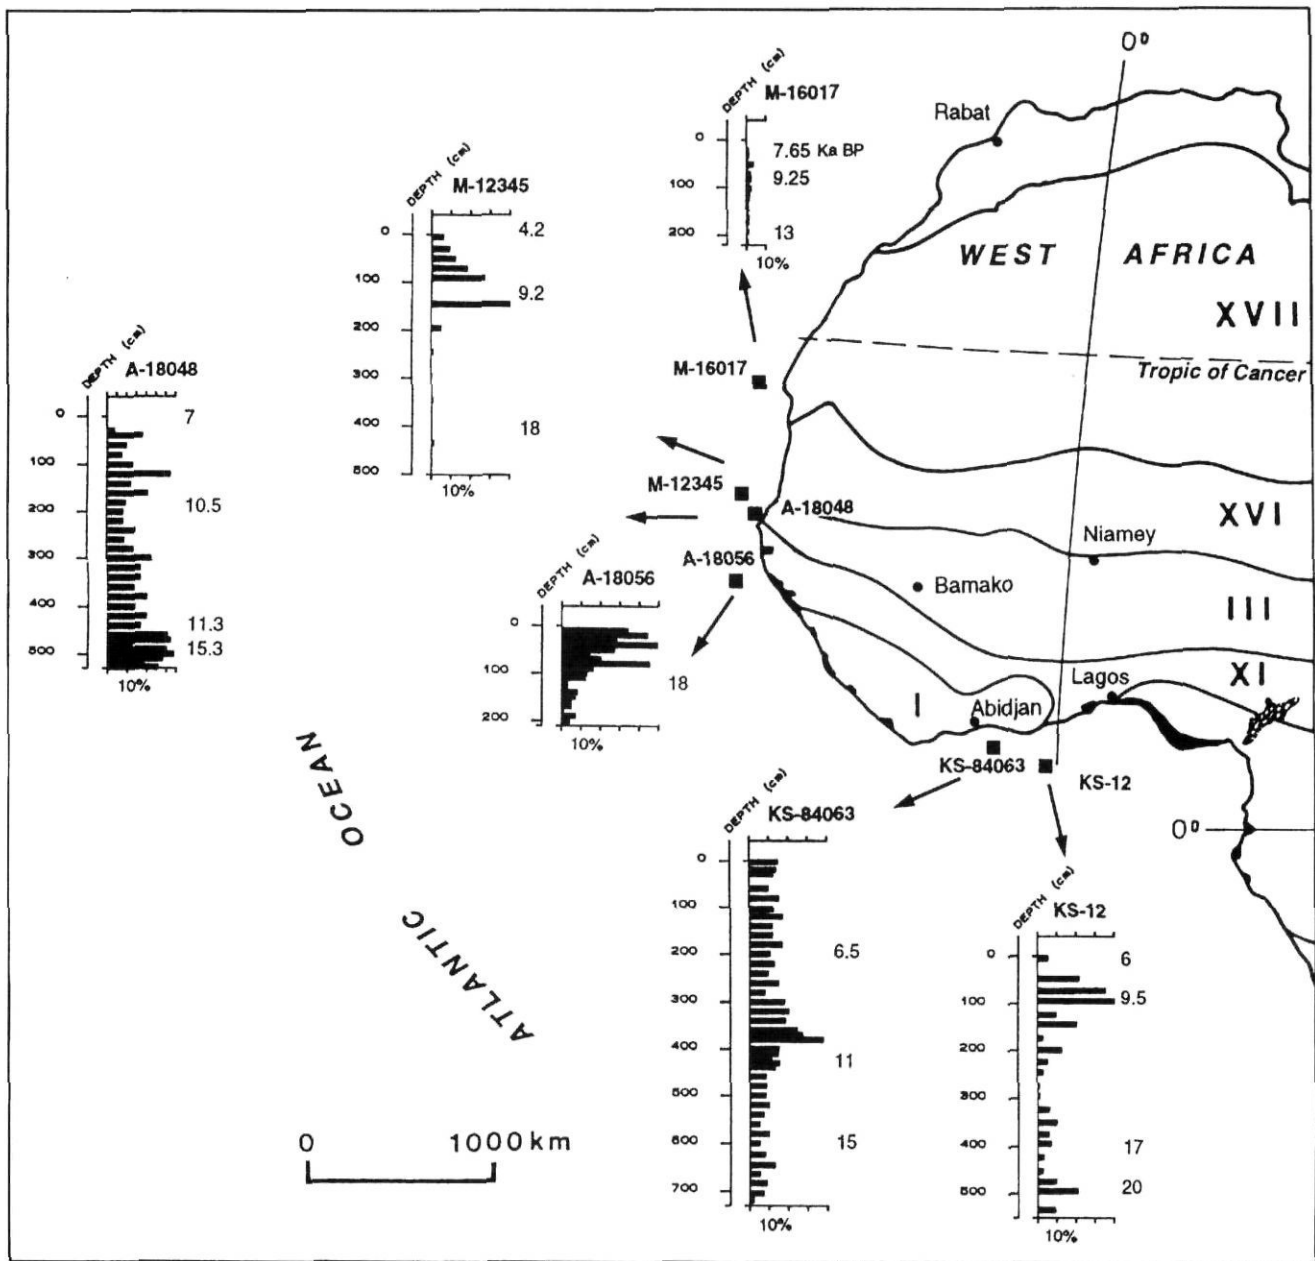 0°
DEPTH (cm)
M-16017
Rabat
0
7.65 Ka BP
100
9.25
200
13
10%
DEPTH (cm)
M-12345
0
4.2
100
9.2
200
300
400
18
500
10%
WEST AFRICA
XVII
Tropic of Cancer
M-16017
DEPTH (cm)
A-18048
0
7
100
200
10.5
300
400
11.3
500
15.3
10%
M-12345
A-18048
XVI
Niamey
A-18056
Bamako
III
DEPTH (cm)
A-18056
0
100
18
200
10%
XI
Lagos
I
Abidjan
KS-84063
KS-12
0°
DEPTH (cm)
KS-84063
0
100
200
6.5
300
400
11
500
600
15
700
10%
DEPTH (cm)
KS-12
0
6
100
9.5
200
300
400
17
500
20
10%
ATLANTIC OCEAN
0 1000 km